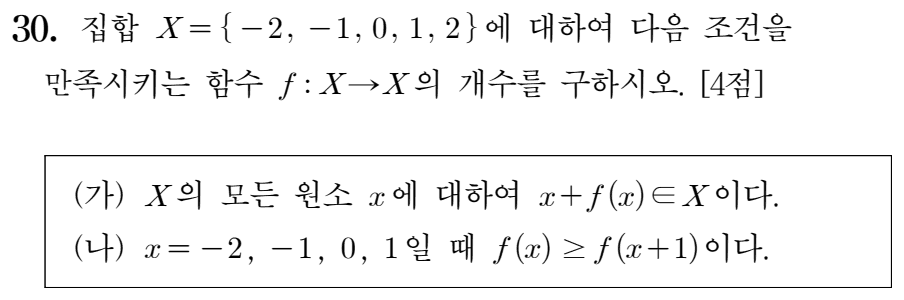 30. 집합 X={-2, -1, 0, 1, 2}에 대하여 다음 조건을
만족시키는 함수 f : X→X의 개수를 구하시오. [4점]
(가) X의 모든 원소 x에 대하여 x+f(x)∈X이다.
(나) x=-2, -1, 0, 1일 때 f(x)≥f(x+1)이다.